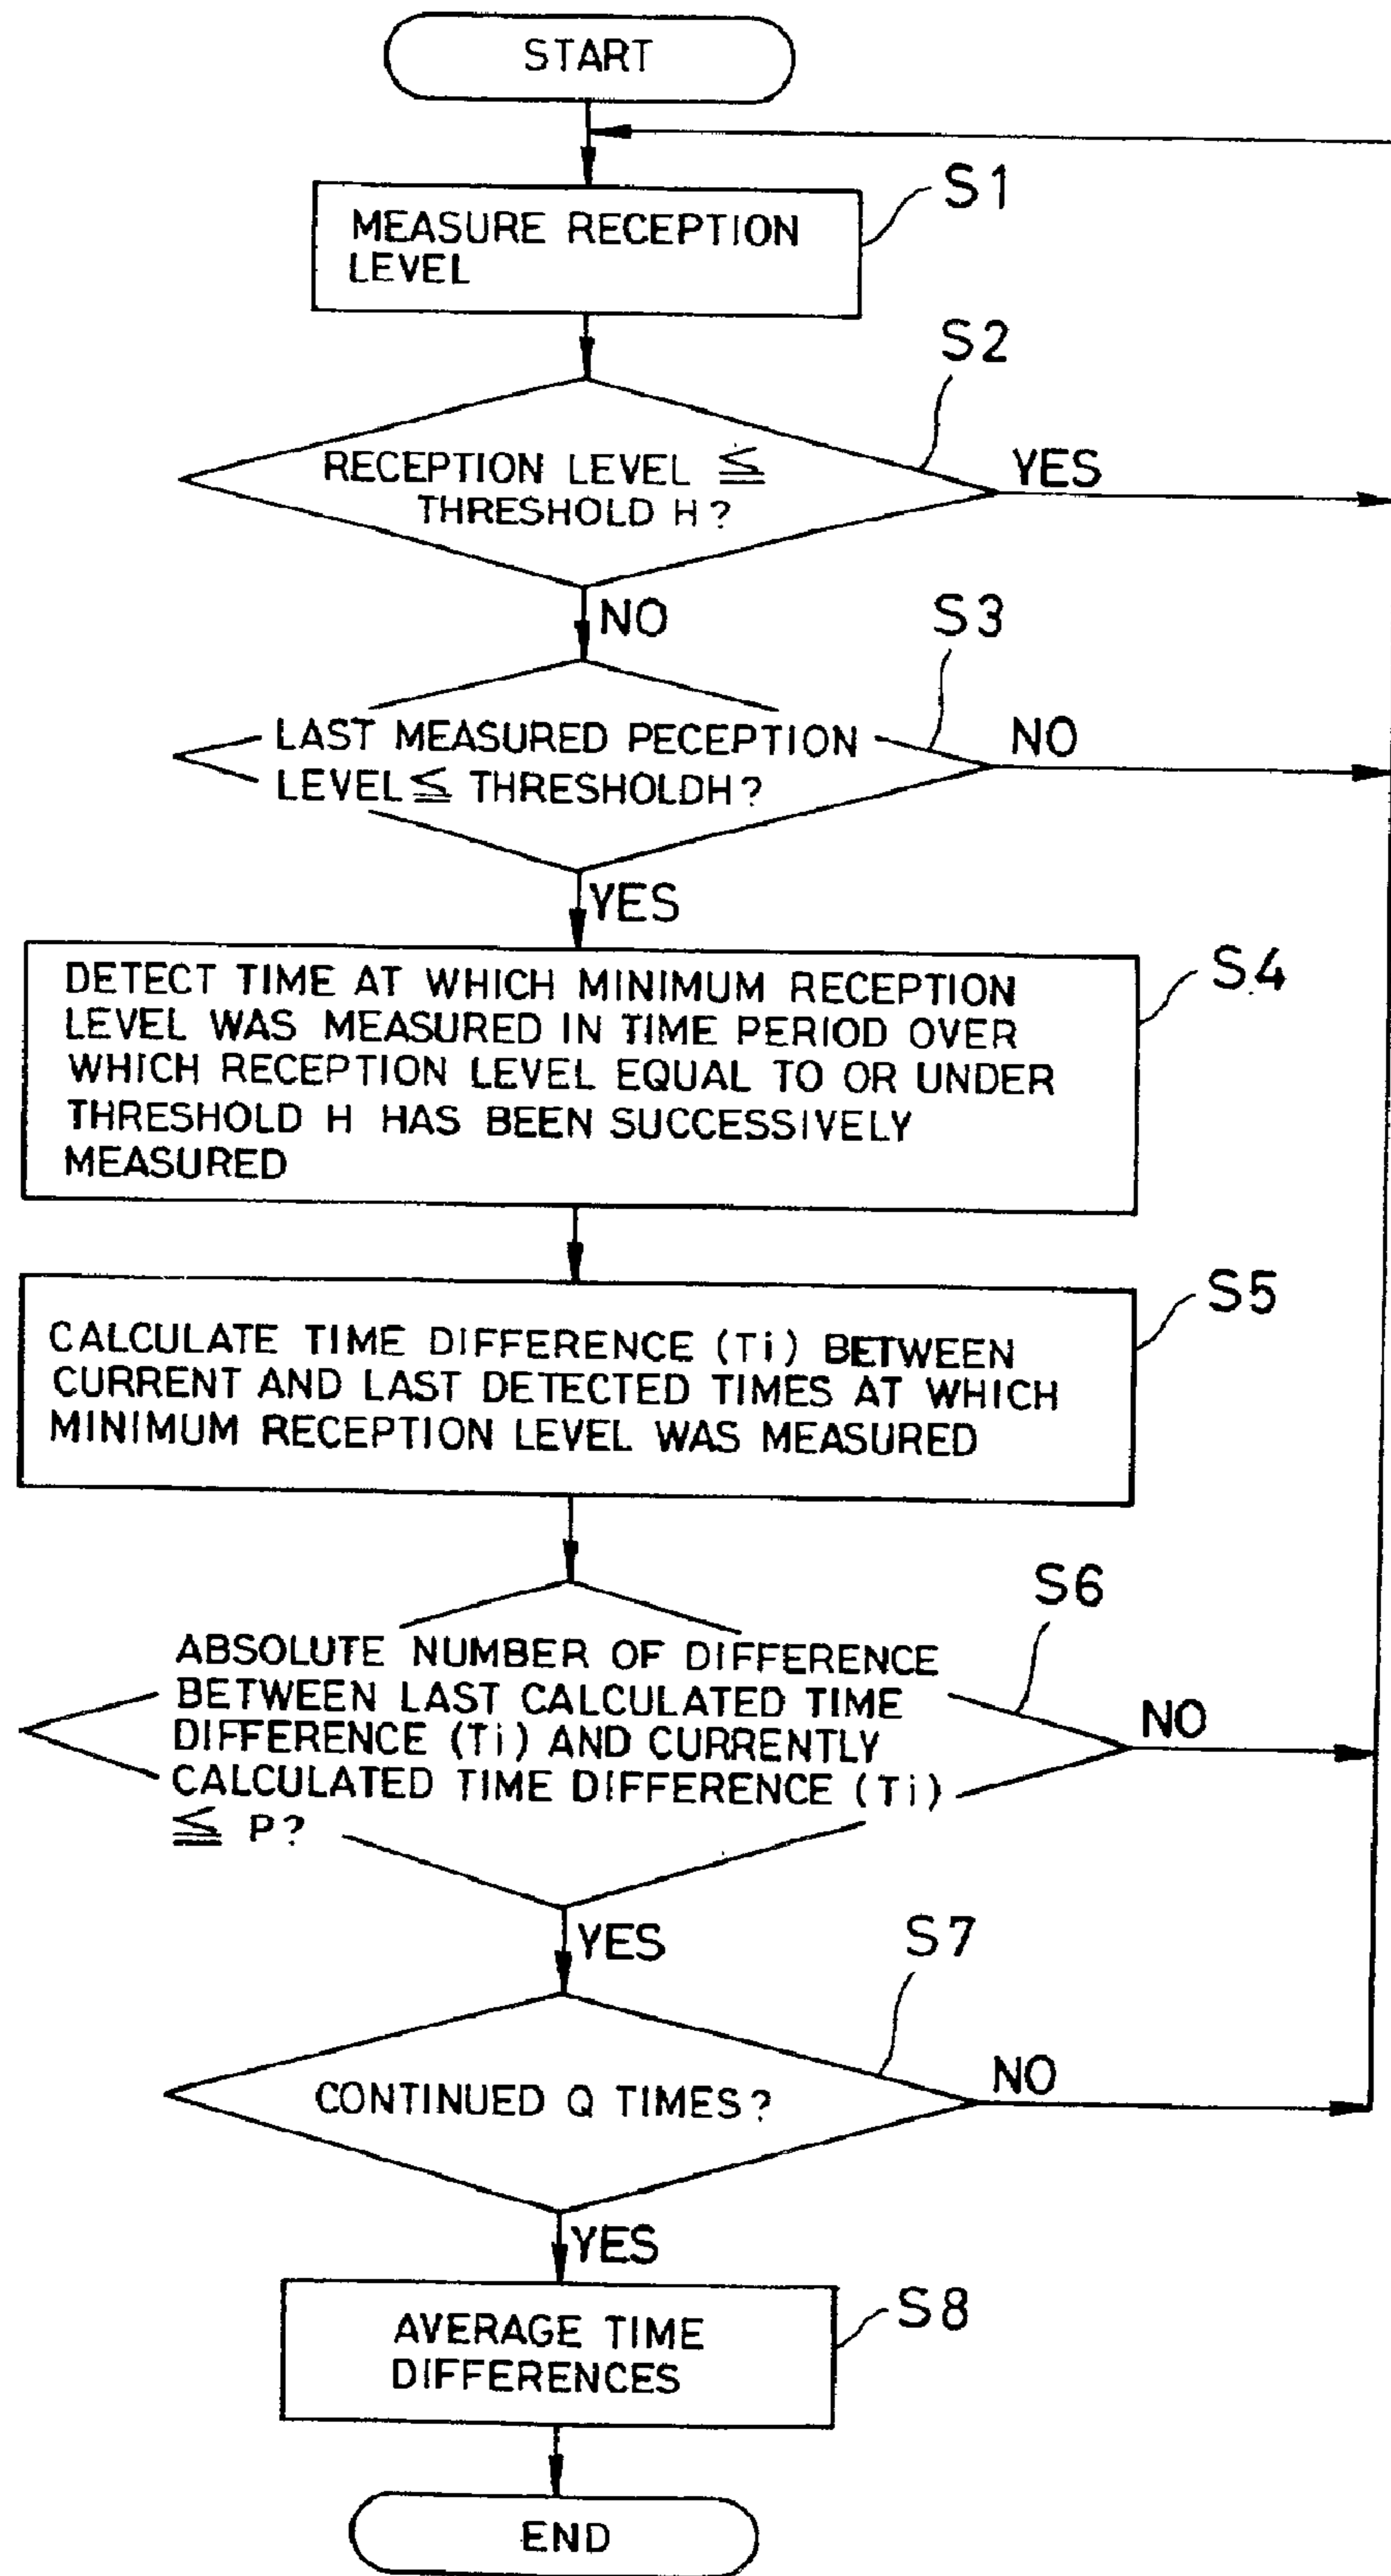 START
MEASURE RECEPTION
LEVEL
S1
RECEPTION LEVEL ≦
THRESHOLD H?
S2
YES
NO
LAST MEASURED PECEPTION
LEVEL ≦ THRESHOLDH?
S3
NO
YES
DETECT TIME AT WHICH MINIMUM RECEPTION
LEVEL WAS MEASURED IN TIME PERIOD OVER
WHICH RECEPTION LEVEL EQUAL TO OR UNDER
THRESHOLD H HAS BEEN SUCCESSIVELY
MEASURED
S4
CALCULATE TIME DIFFERENCE (Ti) BETWEEN
CURRENT AND LAST DETECTED TIMES AT WHICH
MINIMUM RECEPTION LEVEL WAS MEASURED
S5
ABSOLUTE NUMBER OF DIFFERENCE
BETWEEN LAST CALCULATED TIME
DIFFERENCE (Ti) AND CURRENTLY
CALCULATED TIME DIFFERENCE (Ti)
≦ P?
S6
NO
YES
CONTINUED Q TIMES?
S7
NO
YES
AVERAGE TIME
DIFFERENCES
S8
END